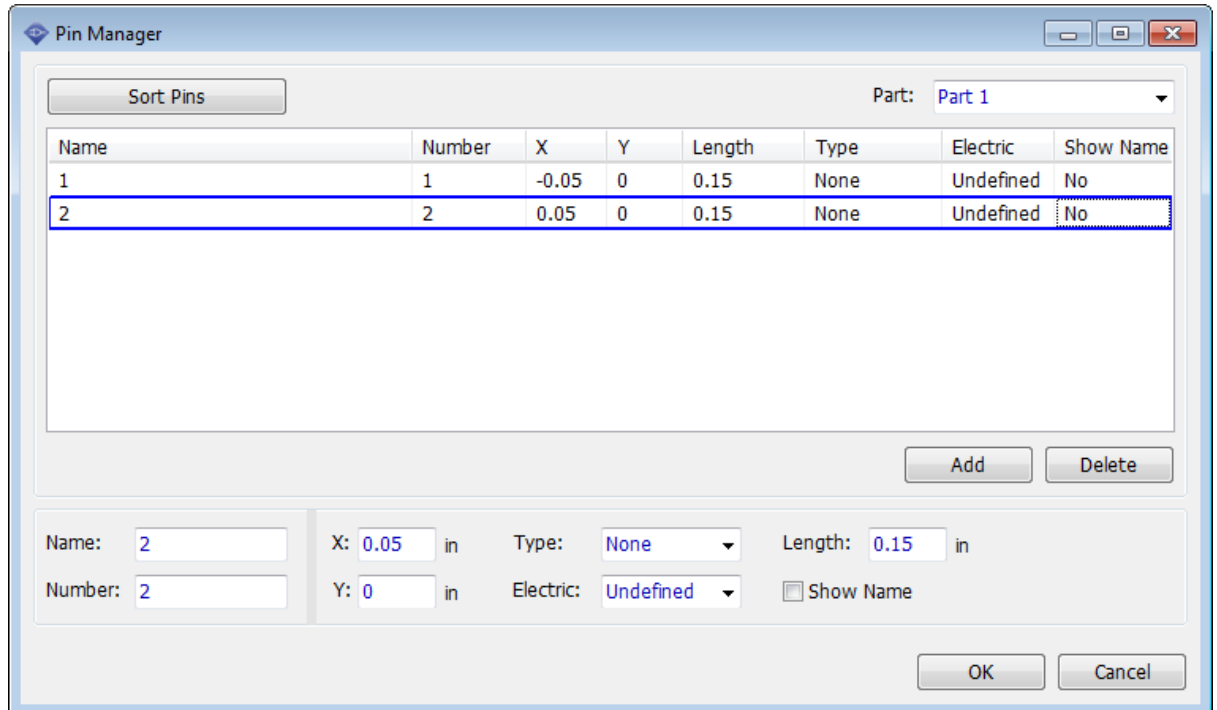 Pin Manager
Sort Pins Part: Part 1
Name Number X Y Length Type Electric Show Name
1 1 -0.05 0 0.15 None Undefined No
2 2 0.05 0 0.15 None Undefined No
Add Delete
Name: 2 X: 0.05 in Type: None Length: 0.15 in
Number: 2 Y: 0 in Electric: Undefined Show Name
OK Cancel